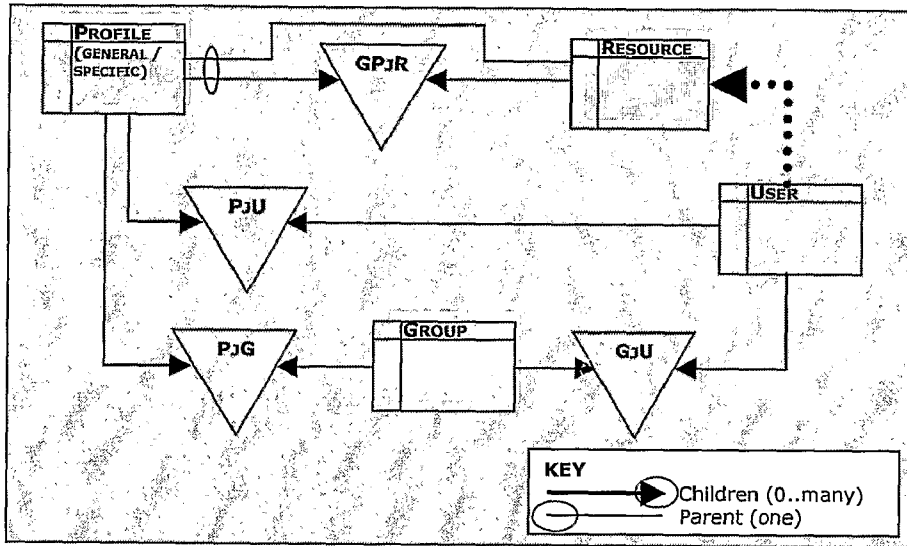 PROFILE
(GENERAL /
SPECIFIC)
GPJR
RESOURCE
PJU
USER
PJG
GROUP
GJU
KEY
Children (0..many)
Parent (one)